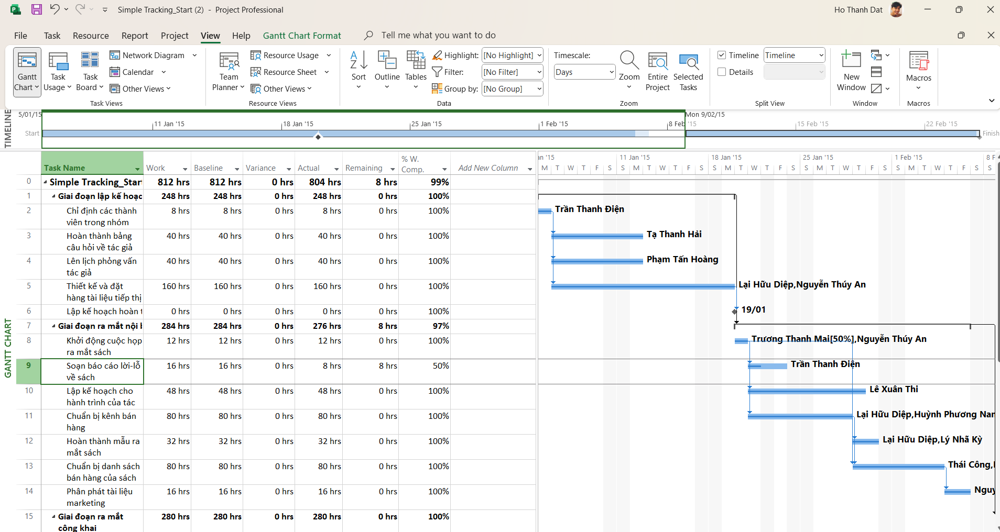 Simple Tracking_Start (2) - Project Professional
Ho Thanh Dat
File Task Resource Report Project View Help Gantt Chart Format Tell me what you want to do
Gantt Chart
Task Usage
Task Board
Network Diagram
Calendar
Other Views
Task Views
Team Planner
Resource Usage
Resource Sheet
Other Views
Resource Views
Sort
Outline
Tables
Highlight: [No Highlight]
Filter: [No Filter]
Group by: [No Group]
Data
Timescale:
Days
Zoom
Entire Project
Selected Tasks
Zoom
Timeline Timeline
Details
Split View
New Window
Window
Macros
Macros
TIMELINE
5/01/15
Start
11 Jan '15
18 Jan '15
25 Jan '15
1 Feb '15
8 Feb '15
Mon 9/02/15
15 Feb '15
22 Feb '15
Finish
GANTT CHART
Task Name Work Baseline Variance Actual Remaining % W. Comp. Add New Column
0 Simple Tracking_Star 812 hrs 812 hrs 0 hrs 804 hrs 8 hrs 99%
1 Giai đoạn lập kế hoạc 248 hrs 248 hrs 0 hrs 248 hrs 0 hrs 100%
2 Chỉ định các thành 8 hrs 8 hrs 0 hrs 8 hrs 0 hrs 100%
viên trong nhóm
3 Hoàn thành bảng 40 hrs 40 hrs 0 hrs 40 hrs 0 hrs 100%
câu hỏi về tác giả
4 Lên lịch phỏng vấn 40 hrs 40 hrs 0 hrs 40 hrs 0 hrs 100%
tác giả
5 Thiết kế và đặt 160 hrs 160 hrs 0 hrs 160 hrs 0 hrs 100%
hàng tài liệu tiếp thị
6 Lập kế hoạch hoàn t 0 hrs 0 hrs 0 hrs 0 hrs 0 hrs 100%
7 Giai đoạn ra mắt nội 284 hrs 284 hrs 0 hrs 276 hrs 8 hrs 97%
8 Khởi động cuộc họp 12 hrs 12 hrs 0 hrs 12 hrs 0 hrs 100%
ra mắt sách
9 Soạn báo cáo lời-lỗ 16 hrs 16 hrs 0 hrs 8 hrs 8 hrs 50%
về sách
10 Lập kế hoạch cho 48 hrs 48 hrs 0 hrs 48 hrs 0 hrs 100%
hành trình của tác
11 Chuẩn bị kênh bán 80 hrs 80 hrs 0 hrs 80 hrs 0 hrs 100%
hàng
12 Hoàn thành mẫu ra 32 hrs 32 hrs 0 hrs 32 hrs 0 hrs 100%
mắt sách
13 Chuẩn bị danh sách 80 hrs 80 hrs 0 hrs 80 hrs 0 hrs 100%
bán hàng của sách
14 Phân phát tài liệu 16 hrs 16 hrs 0 hrs 16 hrs 0 hrs 100%
marketing
15 Giai đoạn ra mắt 280 hrs 280 hrs 0 hrs 280 hrs 0 hrs 100%
công khai
an '15 11 Jan '15 18 Jan '15 25 Jan '15 1 Feb '15 8 F
M T W T F S S M T W T F S S M T W T F S S M T W T F S S M T W T F S S
Trần Thanh Điện
Tạ Thanh Hải
Phạm Tấn Hoàng
Lại Hữu Diệp,Nguyễn Thúy An
19/01
Trương Thanh Mai[50%],Nguyễn Thúy An
Trần Thanh Điện
Lê Xuân Thi
Lại Hữu Diệp,Huỳnh Phương Nan
Lại Hữu Diệp,Lý Nhã Kỳ
Thái Công,
Nguy